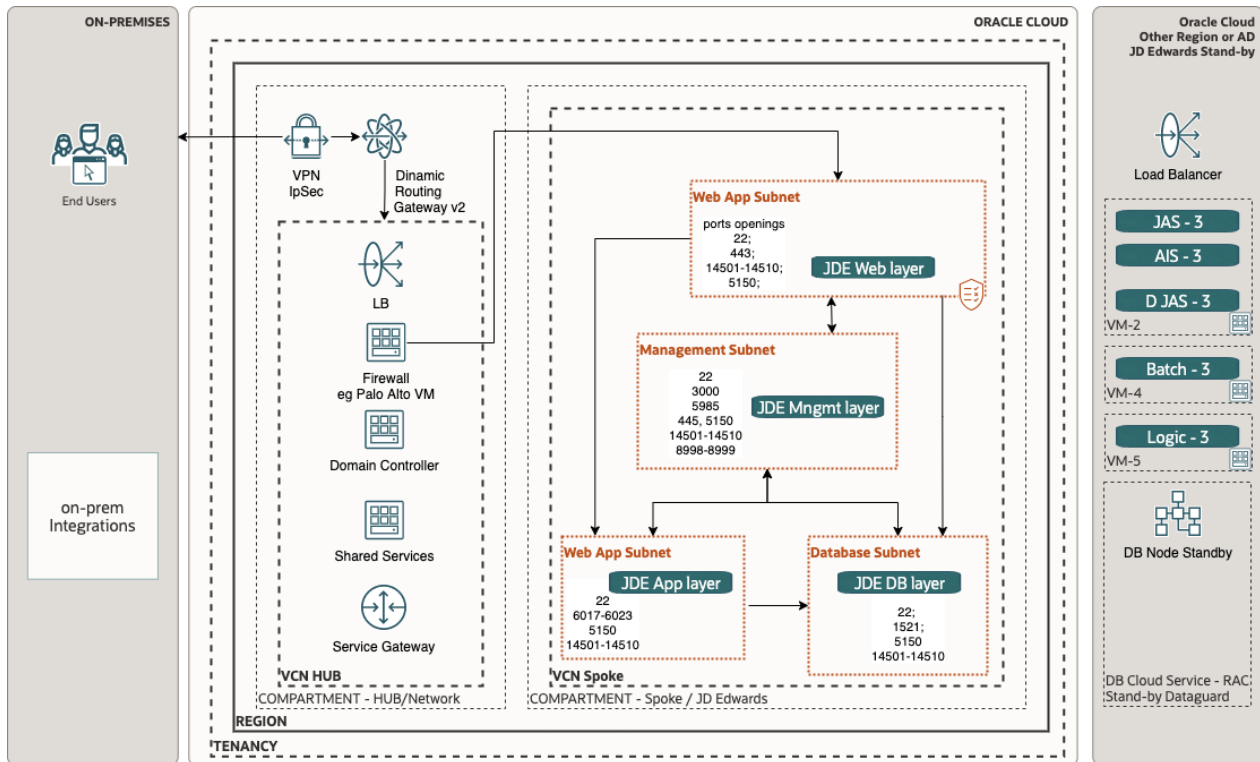 ON-PREMISES
End Users
on-prem
Integrations
ORACLE CLOUD
VPN
IpSec
Dinamic
Routing
Gateway v2
LB
Firewall
eg Palo Alto VM
Domain Controller
Shared Services
Service Gateway
VCN HUB
COMPARTMENT - HUB/Network
REGION
TENANCY
Web App Subnet
ports openings
22;
443;
14501-14510;
5150;
JDE Web layer
Management Subnet
22
3000
5985
445, 5150
14501-14510
8998-8999
JDE Mngmt layer
Web App Subnet
JDE App layer
22
6017-6023
5150
14501-14510
Database Subnet
JDE DB layer
22;
1521;
5150
14501-14510
VCN Spoke
COMPARTMENT - Spoke / JD Edwards
Oracle Cloud
Other Region or AD
JD Edwards Stand-by
Load Balancer
JAS - 3
AIS - 3
D JAS - 3
VM-2
Batch - 3
VM-4
Logic - 3
VM-5
DB Node Standby
DB Cloud Service - RAC
Stand-by Dataguard